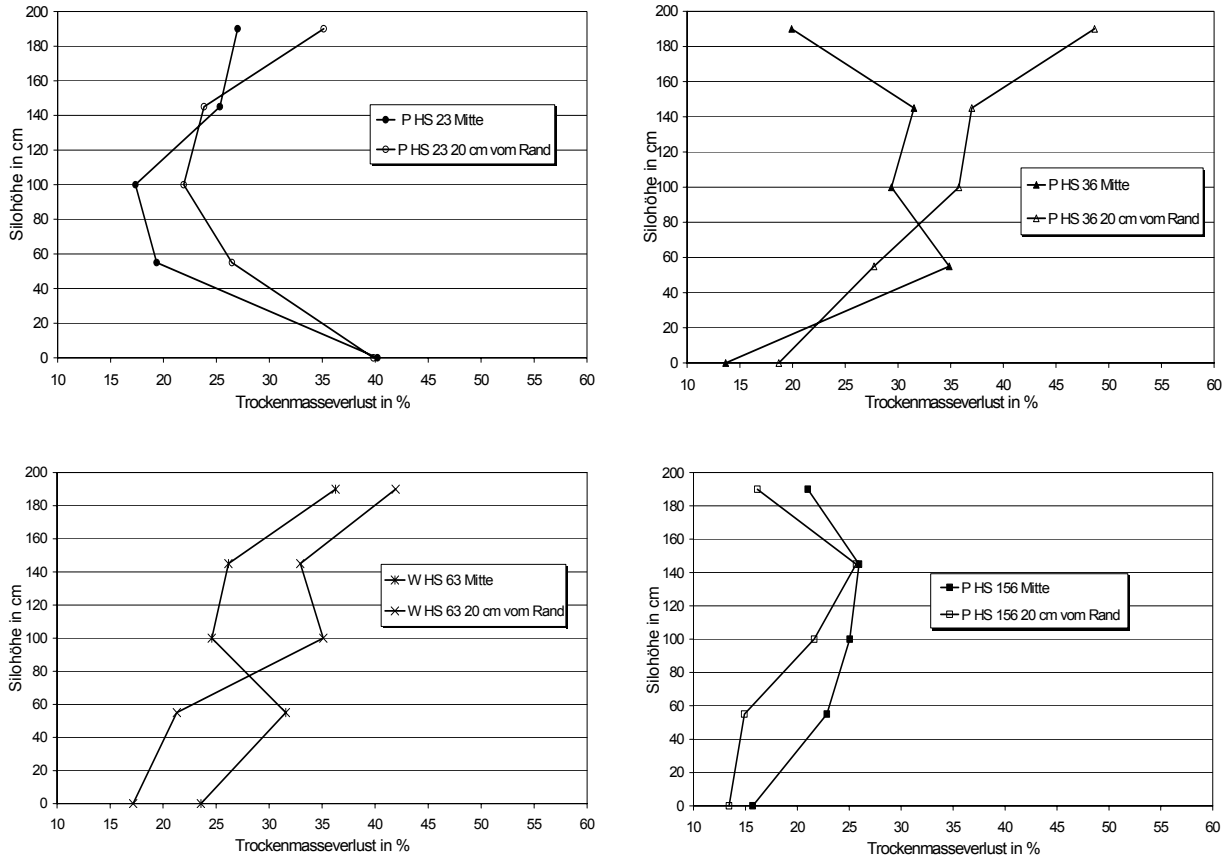 200
180
160
140
120
100
80
60
40
20
0
Silohöhe in cm
P HS 23 Mitte
P HS 23 20 cm vom Rand
10 15 20 25 30 35 40 45 50 55 60
Trockenmasseverlust in %
200
180
160
140
120
100
80
60
40
20
0
Silohöhe in cm
P HS 36 Mitte
P HS 36 20 cm vom Rand
10 15 20 25 30 35 40 45 50 55 60
Trockenmasseverlust in %
200
180
160
140
120
100
80
60
40
20
0
Silohöhe in cm
W HS 63 Mitte
W HS 63 20 cm vom Rand
10 15 20 25 30 35 40 45 50 55 60
Trockenmasseverlust in %
200
180
160
140
120
100
80
60
40
20
0
Silohöhe in cm
P HS 156 Mitte
P HS 156 20 cm vom Rand
10 15 20 25 30 35 40 45 50 55 60
Trockenmasseverlust in %